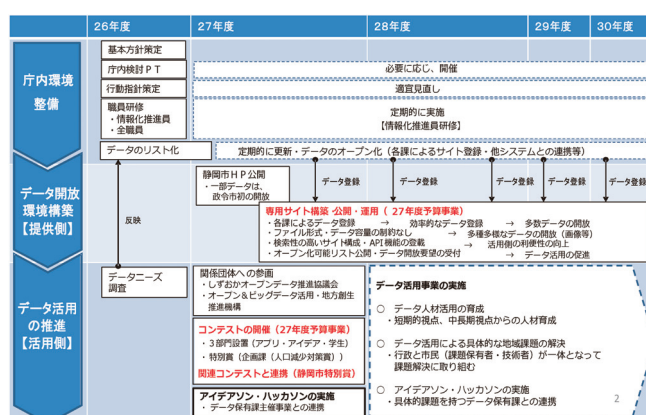 26年度
27年度
28年度
29年度
30年度
庁内環境
整備
基本方針策定
庁内検討ＰＴ
必要に応じ、開催
行動指針策定
適宜見直し
職員研修
・情報化推進員
・全職員
定期的に実施
【情報化推進員研修】
データのリスト化
定期的に更新・データのオープン化（各課によるサイト登録・他システムとの連携等）
データ開放
環境構築
【提供側】
反映
静岡市ＨＰ公開
・一部データは、
政令市初の開放
データ登録
データ登録
データ登録
データ登録
データ登録
専用サイト構築・公開・運用（ 27年度予算事業）
・各課によるデータ登録 → 効率的なデータ登録 → 多数データの開放
・ファイル形式・データ容量の制約なし → 多種多様なデータの開放（画像等）
・検索性の高いサイト構成・API機能の登載 → 活用側の利便性の向上
・オープン化可能リスト公開・データ開放要望の受付 → データ活用の促進
データ活用
の推進
【活用側】
データニーズ
調査
関係団体への参画
・しずおかオープンデータ推進協議会
・オープン＆ビッグデータ活用・地方創生
推進機構
コンテストの開催（27年度予算事業）
・３部門設置（アプリ・アイデア・学生）
・特別賞（企画課（人口減少対策賞））
関連コンテストと連携（静岡市特別賞）
アイデアソン・ハッカソンの実施
・データ保有課主催事業との連携
データ活用事業の実施
○ データ人材活用の育成
・短期的視点、中長期視点からの人材育成
○ データ活用による具体的な地域課題の解決
・行政と市民（課題保有者・技術者）が一体となって
課題解決に取り組む
○ アイデアソン・ハッカソンの実施
・具体的課題を持つデータ保有課との連携
2